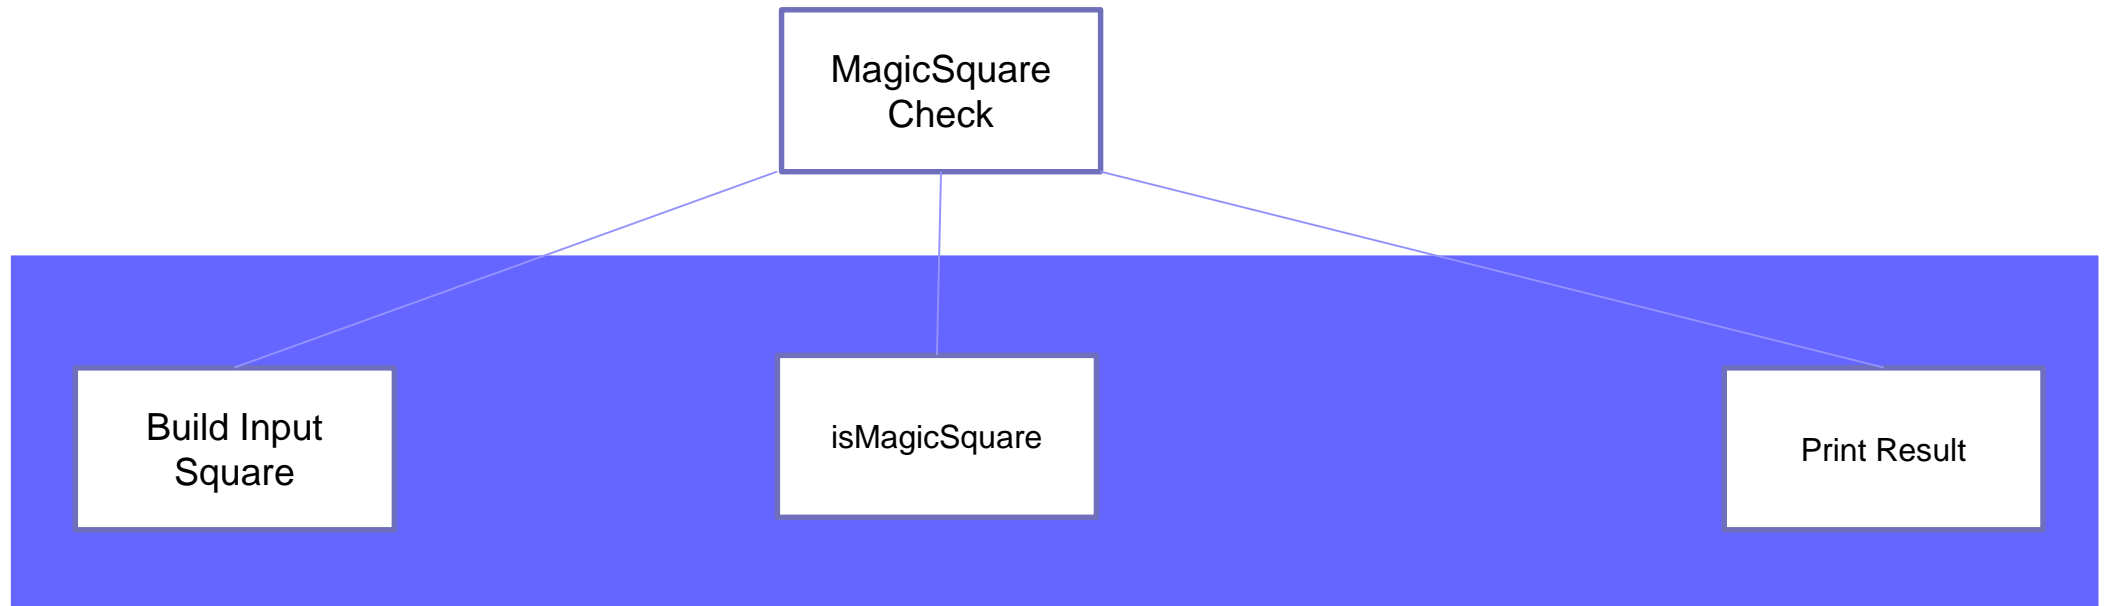 MagicSquare
Check
Build Input
Square
isMagicSquare
Print Result